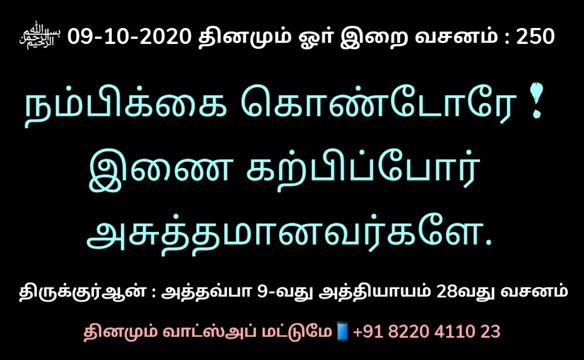 ﷽ 09-10-2020 தினமும் ஓர் இறை வசனம் : 250
நம்பிக்கை கொண்டோரே !
இணை கற்பிப்போர்
அசுத்தமானவர்களே.
திருக்குர்ஆன் : அத்தவ்பா 9-வது அத்தியாயம் 28வது வசனம்
தினமும் வாட்ஸ்அப் மட்டுமே📱+91 8220 4110 23